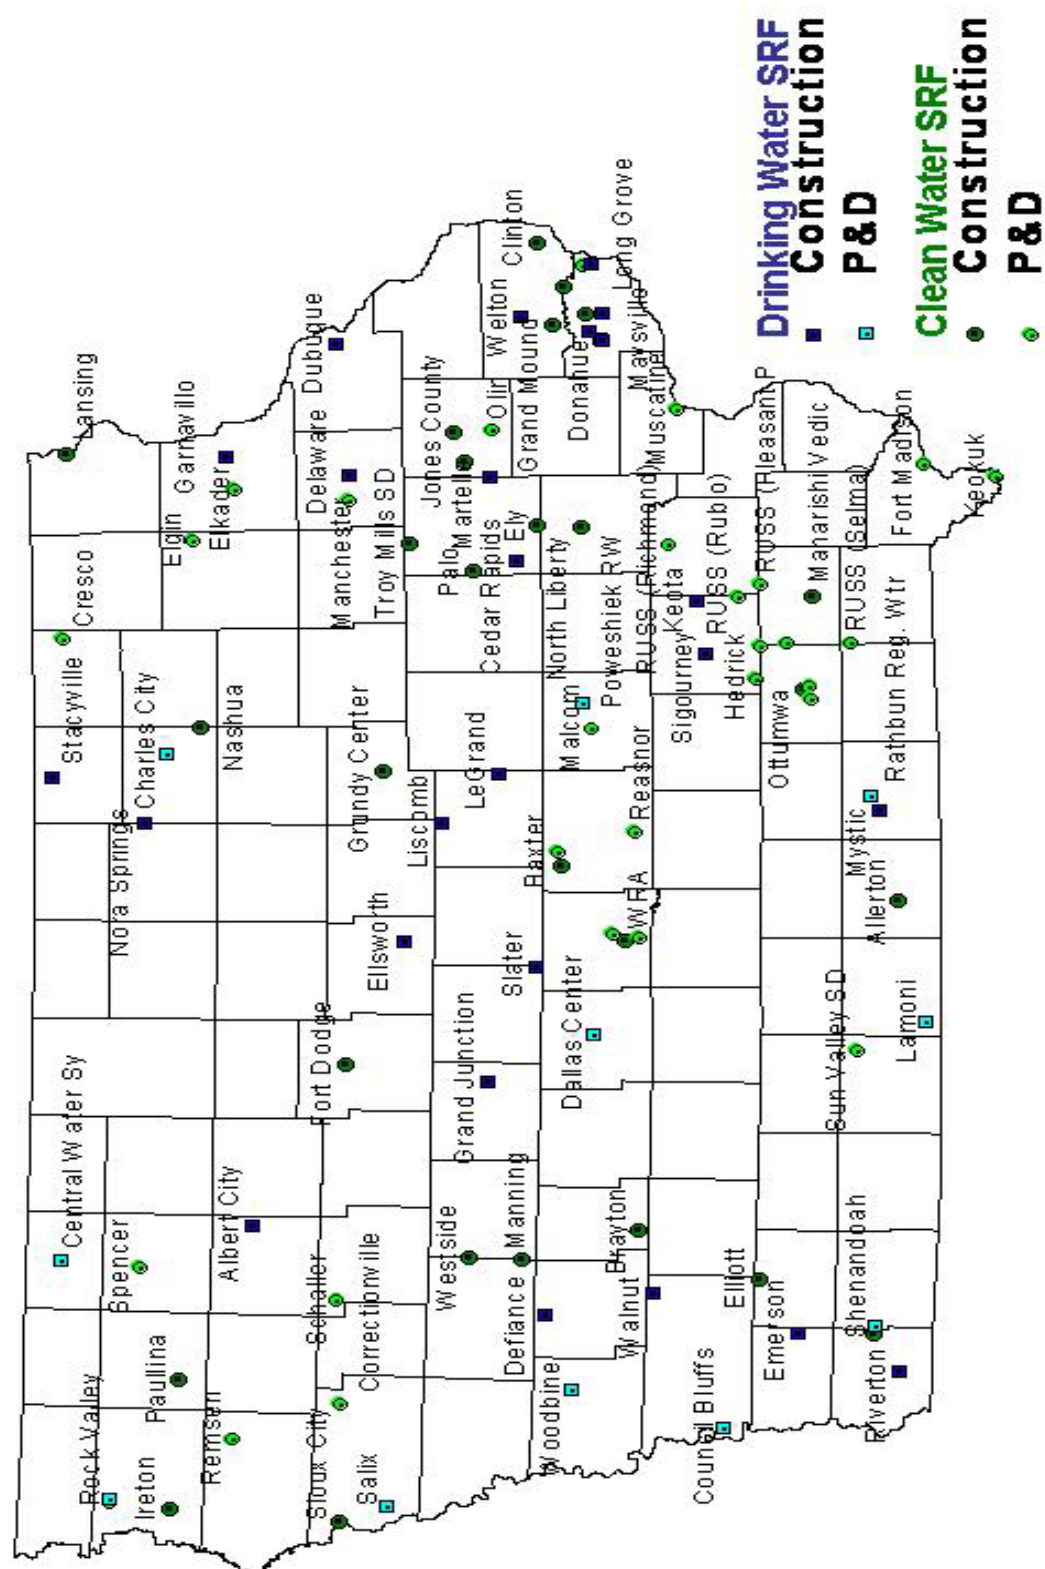 Rock Valley
Ireton
Paullina
Remsen
Sioux City
Salix
Central Water Sy
Spencer
Albert City
Schaller
Correctionville
Stacyville
Charles City
Nora Springs
Nashua
Cresco
Lansing
Elgin
Garnavillo
Elkader
Fort Dodge
Ellsworth
Grundy Center
Liscomb
Manchester
Delaware
Dubuque
Troy Mills SD
Westside
Manning
Defiance
Woodbine
Walnut
Brayton
Grand Junction
Slater
Dallas Center
LeGrand
Baxter
WRA
Reasnor
Malcom
Poweshiek RW
Palo
Martelle
Jones County
Olin
Cedar Rapids
Ely
North Liberty
Welton
Grand Mound
Clinton
Donahue
Long Grove
Maysville
Muscatine
Council Bluffs
Elliott
Emerson
Shenandoah
Riverton
Sun Valley SD
Lamoni
Allerton
Mystic
Rathbun Reg. Wtr
Ottumwa
Hedrick
Sigourney
Keota
RUSS (Richmond)
RUSS (Rubo)
RUSS (Pleasant P
Manarishi Vedic
RUSS (Selma)
Fort Madison
Keokuk
Drinking Water SRF
Construction
P&D
Clean Water SRF
Construction
P&D